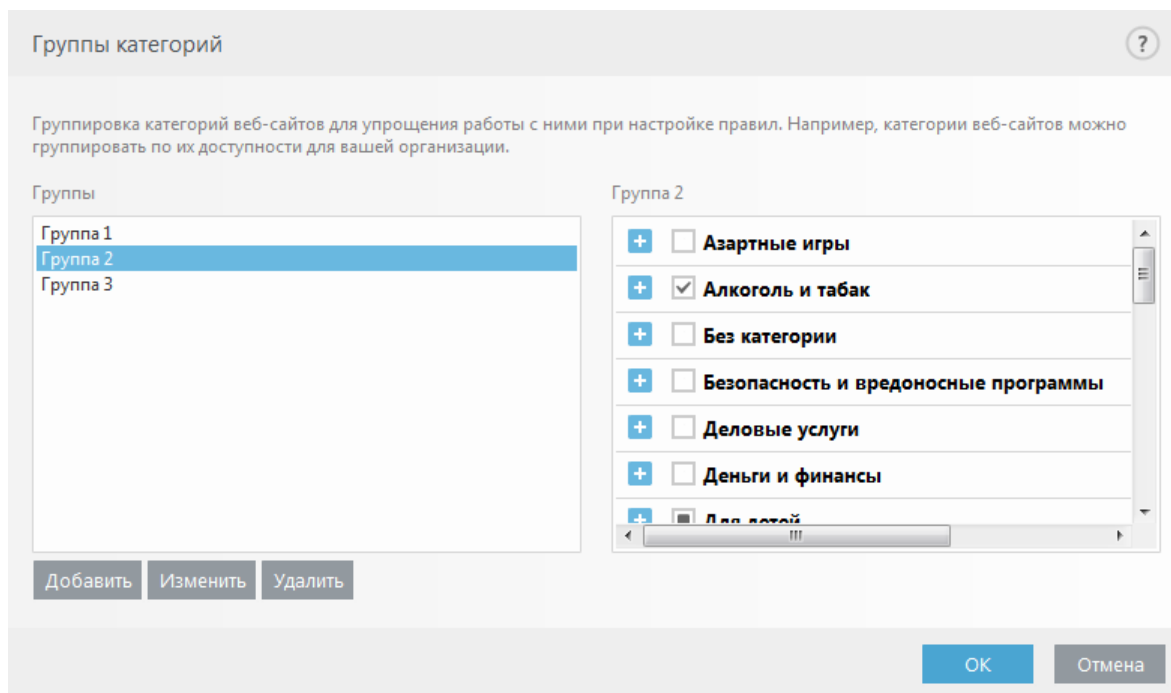 Группы категорий
?
Группировка категорий веб-сайтов для упрощения работы с ними при настройке правил. Например, категории веб-сайтов можно
группировать по их доступности для вашей организации.
Группы
Группа 2
Группа 1
Группа 2
Группа 3
Азартные игры
Алкоголь и табак
Без категории
Безопасность и вредоносные программы
Деловые услуги
Деньги и финансы
Для детей
Добавить Изменить Удалить
OK Отмена